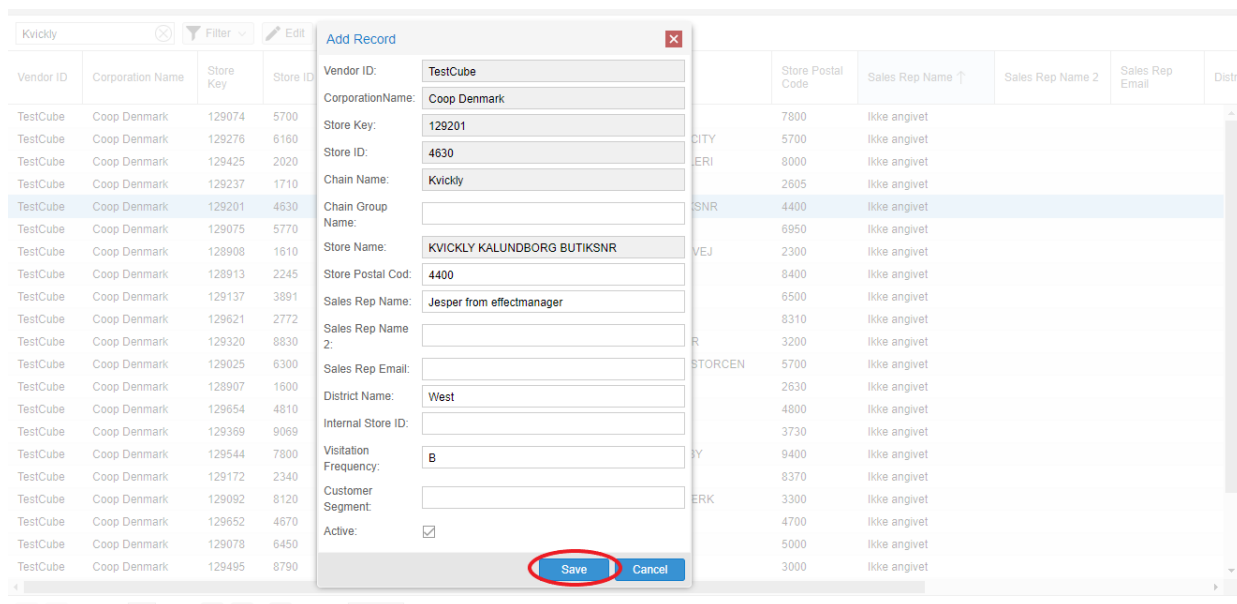 Kvickly Filter Edit
Vendor ID Corporation Name Store Key Store ID Store Postal Code Sales Rep Name ↑ Sales Rep Name 2 Sales Rep Email Distr
TestCube Coop Denmark 129074 5700 7800 Ikke angivet
TestCube Coop Denmark 129276 6160 CITY 5700 Ikke angivet
TestCube Coop Denmark 129425 2020 LERI 8000 Ikke angivet
TestCube Coop Denmark 129237 1710 2605 Ikke angivet
TestCube Coop Denmark 129201 4630 KSNR 4400 Ikke angivet
TestCube Coop Denmark 129075 5770 6950 Ikke angivet
TestCube Coop Denmark 128908 1610 VEJ 2300 Ikke angivet
TestCube Coop Denmark 128913 2245 8400 Ikke angivet
TestCube Coop Denmark 129137 3891 6500 Ikke angivet
TestCube Coop Denmark 129621 2772 8310 Ikke angivet
TestCube Coop Denmark 129320 8830 R 3200 Ikke angivet
TestCube Coop Denmark 129025 6300 STORCEN 5700 Ikke angivet
TestCube Coop Denmark 128907 1600 2630 Ikke angivet
TestCube Coop Denmark 129654 4810 4800 Ikke angivet
TestCube Coop Denmark 129369 9069 3730 Ikke angivet
TestCube Coop Denmark 129544 7800 BY 9400 Ikke angivet
TestCube Coop Denmark 129172 2340 8370 Ikke angivet
TestCube Coop Denmark 129092 8120 ERK 3300 Ikke angivet
TestCube Coop Denmark 129652 4670 4700 Ikke angivet
TestCube Coop Denmark 129078 6450 5000 Ikke angivet
TestCube Coop Denmark 129495 8790 3000 Ikke angivet
Add Record
Vendor ID: TestCube
CorporationName: Coop Denmark
Store Key: 129201
Store ID: 4630
Chain Name: Kvickly
Chain Group
Name:
Store Name: KVICKLY KALUNDBORG BUTIKSNR
Store Postal Cod: 4400
Sales Rep Name: Jesper from effectmanager
Sales Rep Name
2:
Sales Rep Email:
District Name: West
Internal Store ID:
Visitation
Frequency: B
Customer
Segment:
Active:
Save Cancel